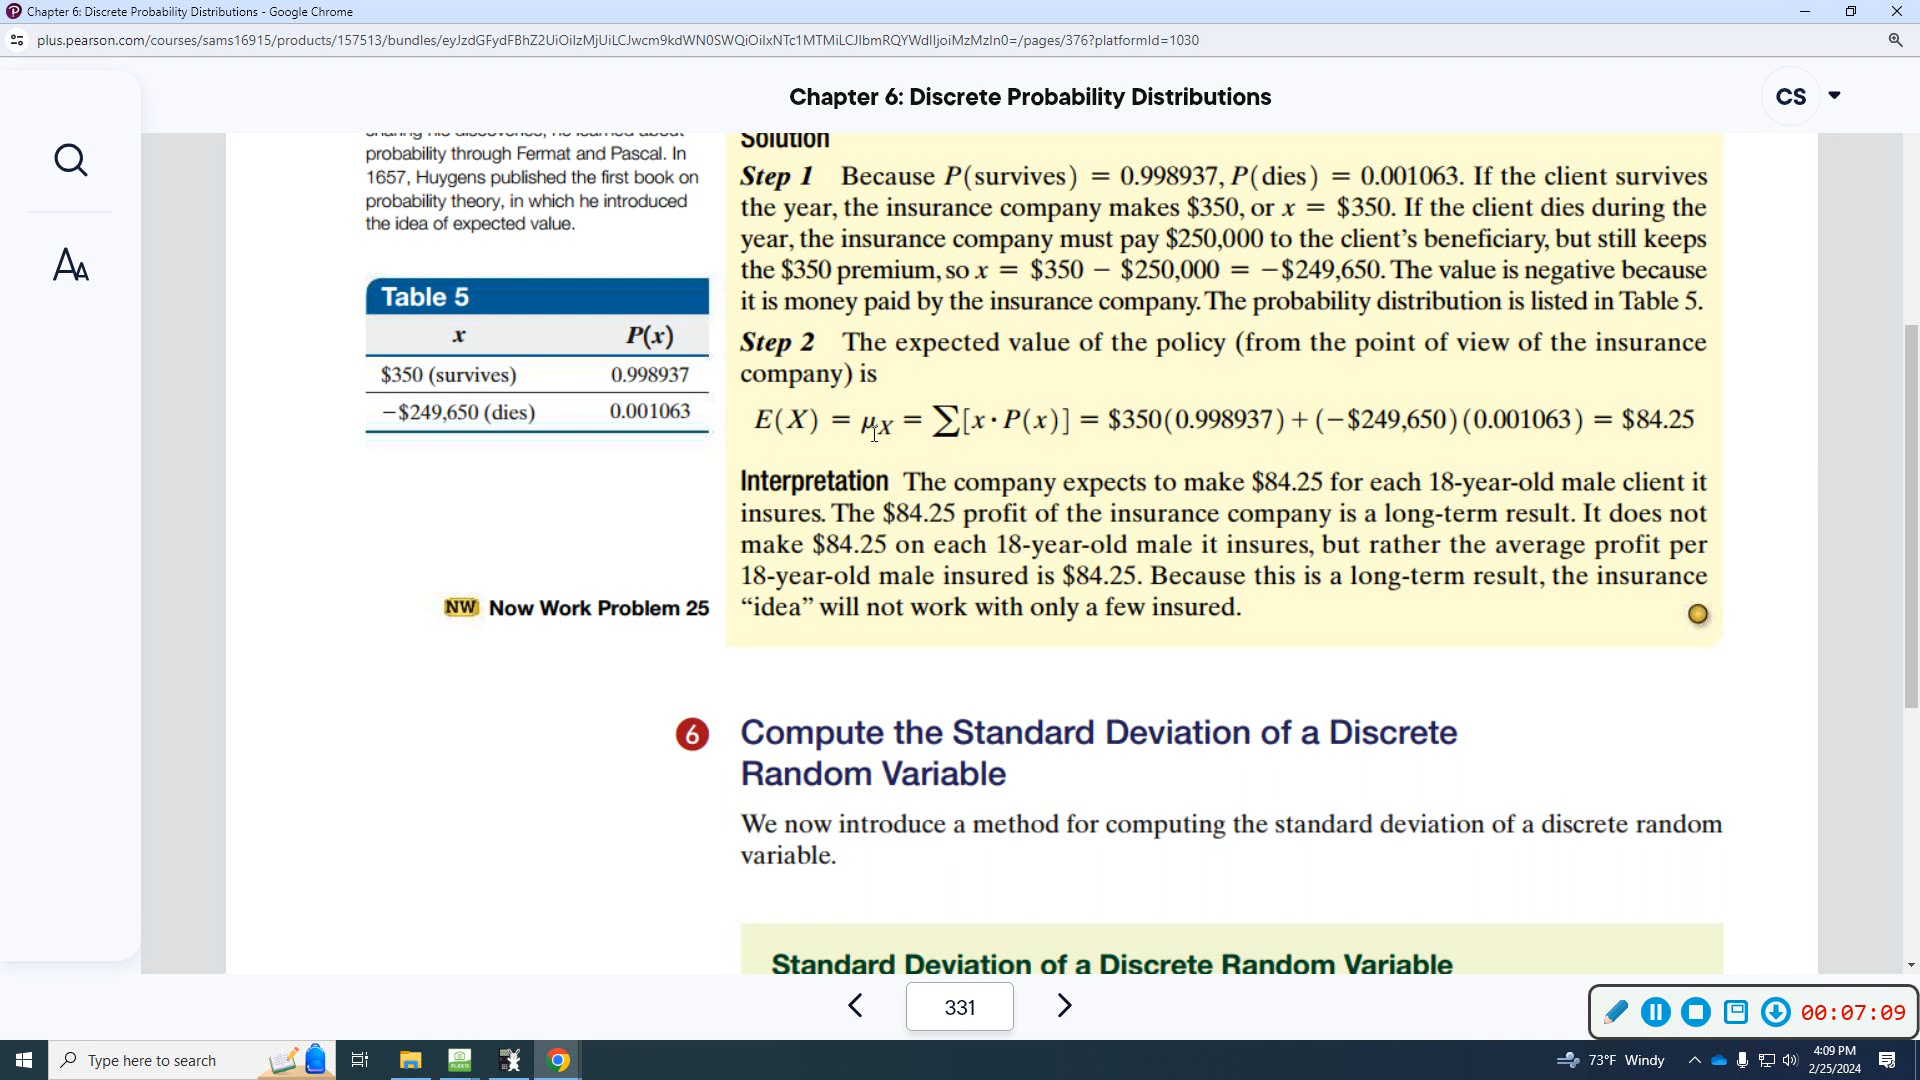 Chapter 6: Discrete Probability Distributions - Google Chrome
plus.pearson.com/courses/sams16915/products/157513/bundles/eyJzdGFydFBhZ2UiOiIzMjUiLCJwcm9kdWN0SWQiOiIxNTc1MTMiLCJIbmRQYWdlIjoiMzMzIn0=/pages/376?platformId=1030
Chapter 6: Discrete Probability Distributions
CS
sharing his discoveries, he learned about
probability through Fermat and Pascal. In
1657, Huygens published the first book on
probability theory, in which he introduced
the idea of expected value.
Table 5
x P(x)
$350 (survives) 0.998937
−$249,650 (dies) 0.001063
NW Now Work Problem 25
Solution
Step 1 Because P(survives) = 0.998937, P(dies) = 0.001063. If the client survives
the year, the insurance company makes $350, or x = $350. If the client dies during the
year, the insurance company must pay $250,000 to the client’s beneficiary, but still keeps
the $350 premium, so x = $350 − $250,000 = −$249,650. The value is negative because
it is money paid by the insurance company. The probability distribution is listed in Table 5.
Step 2 The expected value of the policy (from the point of view of the insurance
company) is
E(X) = μX = ∑[x · P(x)] = $350(0.998937) + (−$249,650)(0.001063) = $84.25
Interpretation The company expects to make $84.25 for each 18-year-old male client it
insures. The $84.25 profit of the insurance company is a long-term result. It does not
make $84.25 on each 18-year-old male it insures, but rather the average profit per
18-year-old male insured is $84.25. Because this is a long-term result, the insurance
“idea” will not work with only a few insured.
6 Compute the Standard Deviation of a Discrete
Random Variable
We now introduce a method for computing the standard deviation of a discrete random
variable.
Standard Deviation of a Discrete Random Variable
331
00:07:09
Type here to search
73°F Windy
4:09 PM
2/25/2024